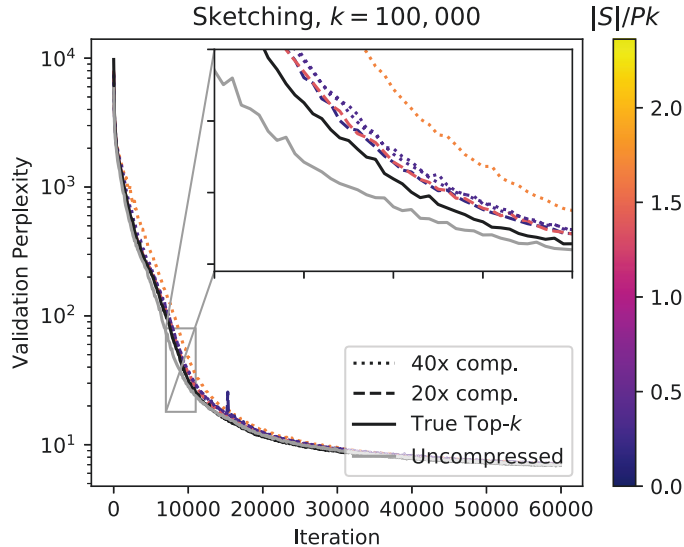 Sketching, k = 100, 000
|S|/Pk
Validation Perplexity
10^4
10^3
10^2
10^1
2.0
1.5
1.0
0.5
0.0
40x comp.
20x comp.
True Top-k
Uncompressed
0 10000 20000 30000 40000 50000 60000
Iteration